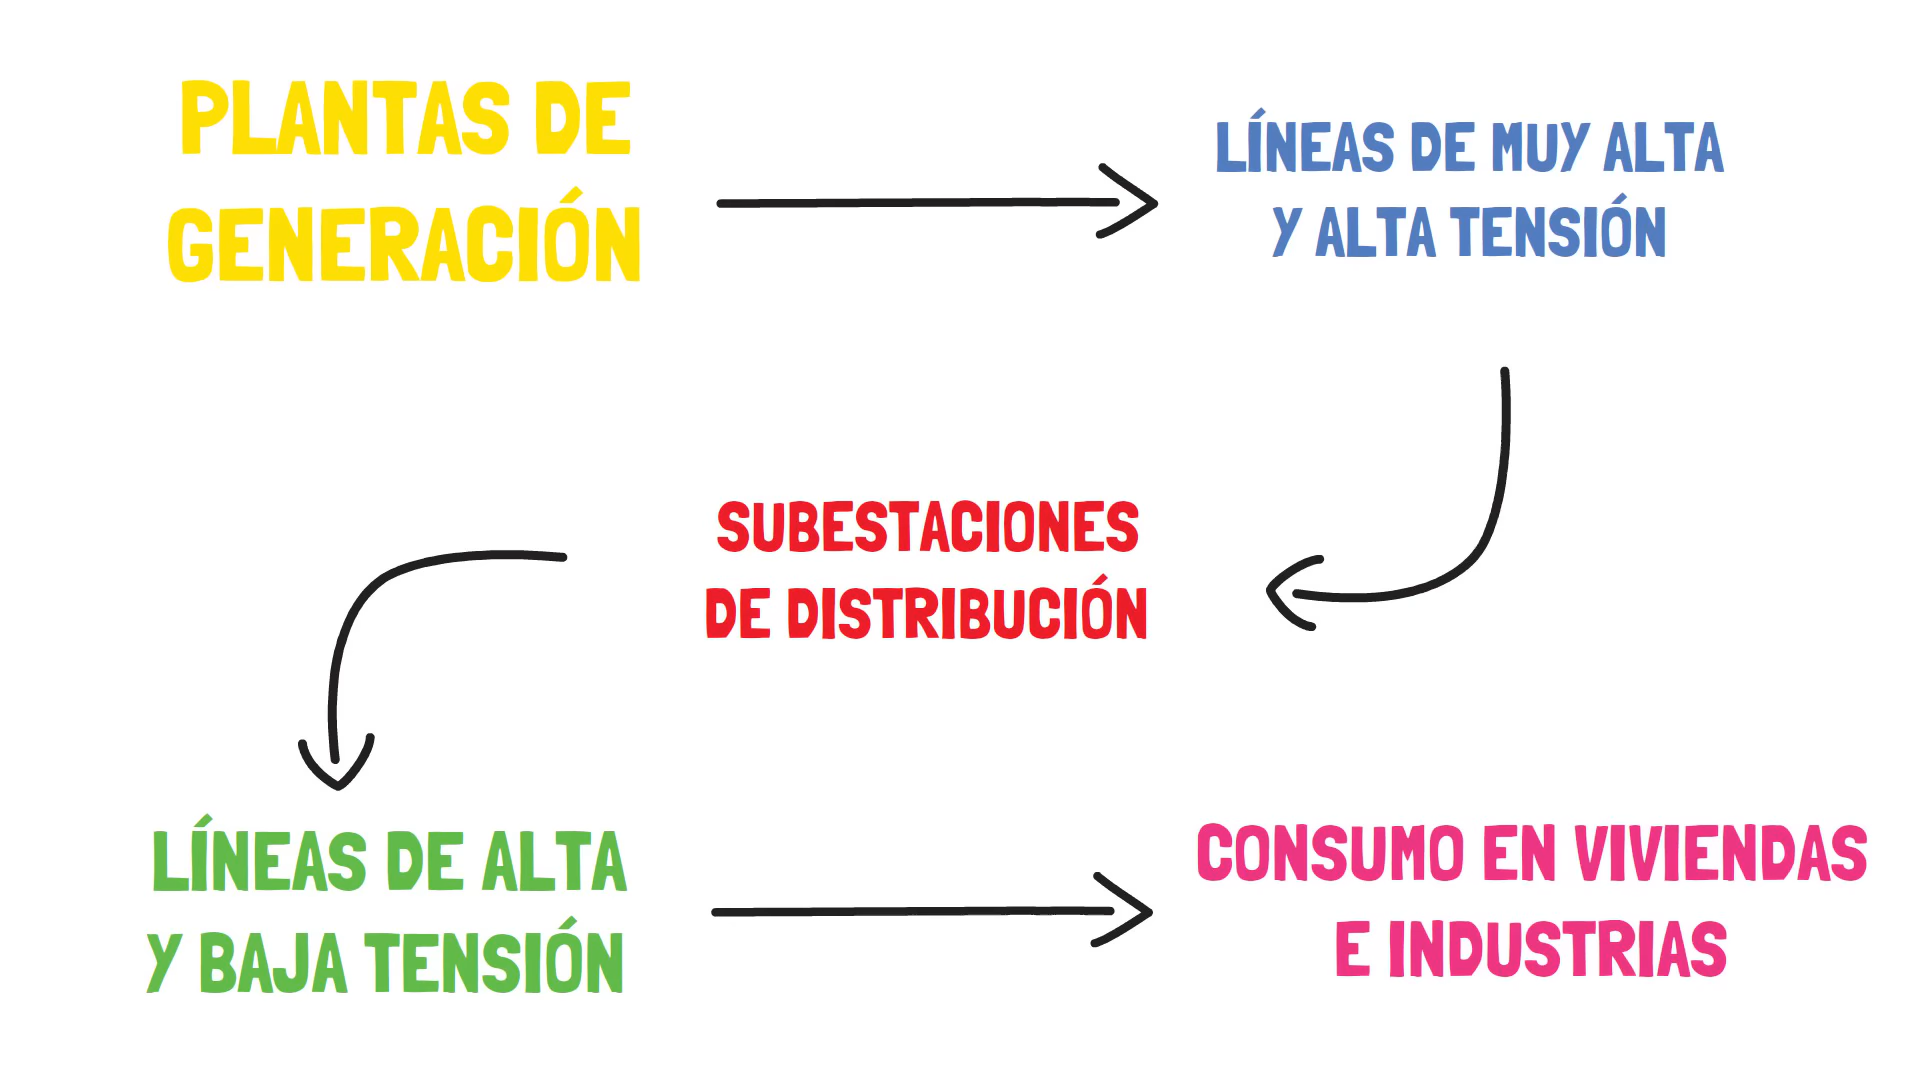 PLANTAS DE
GENERACIÓN
LÍNEAS DE MUY ALTA
Y ALTA TENSIÓN
SUBESTACIONES
DE DISTRIBUCIÓN
LÍNEAS DE ALTA
Y BAJA TENSIÓN
CONSUMO EN VIVIENDAS
E INDUSTRIAS